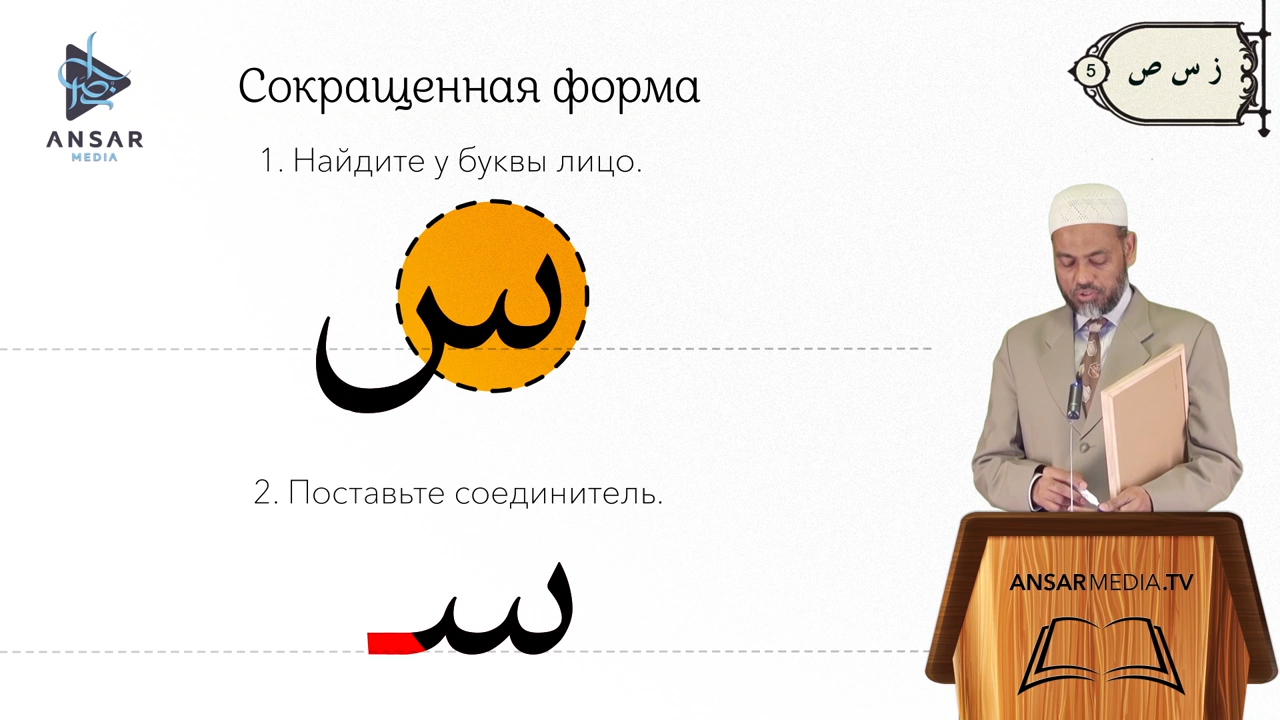 ANSAR
MEDIA
Сокращенная форма
5
ز س ص
1. Найдите у буквы лицо.
س
2. Поставьте соединитель.
سـ
ANSARMEDIA.TV